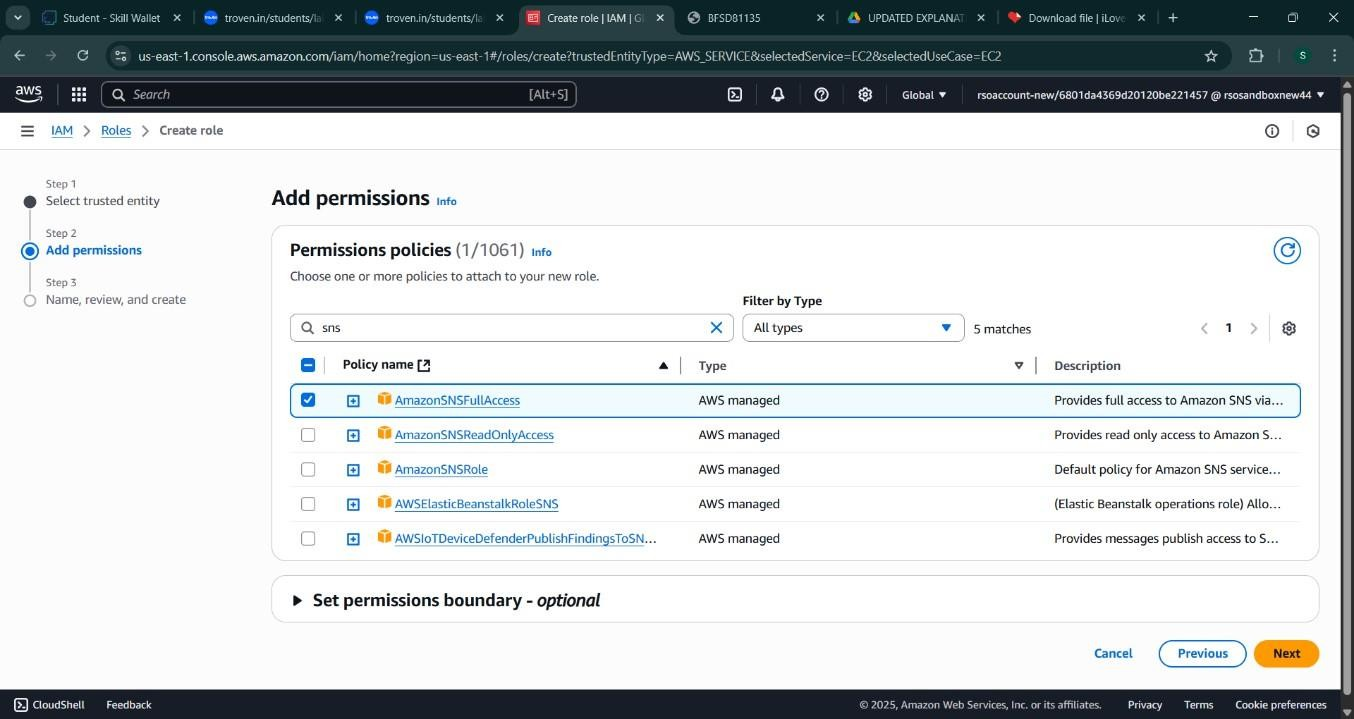 Student - Skill Wallet
troven.in/students/la
troven.in/students/la
Create role | IAM | Gl
BFSD81135
UPDATED EXPLANAT
Download file | iLove
us-east-1.console.aws.amazon.com/iam/home?region=us-east-1#/roles/create?trustedEntityType=AWS_SERVICE&selectedService=EC2&selectedUseCase=EC2
S
aws
Search
[Alt+S]
Global
rsoaccount-new/6801da4369d20120be221457 @ rsosandboxnew44
IAM
Roles
Create role
Step 1
Select trusted entity
Step 2
Add permissions
Step 3
Name, review, and create
Add permissions Info
Permissions policies (1/1061) Info
Choose one or more policies to attach to your new role.
Filter by Type
sns
All types
5 matches
1
Policy name
Type
Description
AmazonSNSFullAccess
AWS managed
Provides full access to Amazon SNS via...
AmazonSNSReadOnlyAccess
AWS managed
Provides read only access to Amazon S...
AmazonSNSRole
AWS managed
Default policy for Amazon SNS service...
AWSElasticBeanstalkRoleSNS
AWS managed
(Elastic Beanstalk operations role) Allo...
AWSIoTDeviceDefenderPublishFindingsToSN...
AWS managed
Provides messages publish access to S...
Set permissions boundary - optional
Cancel
Previous
Next
CloudShell
Feedback
© 2025, Amazon Web Services, Inc. or its affiliates.
Privacy
Terms
Cookie preferences